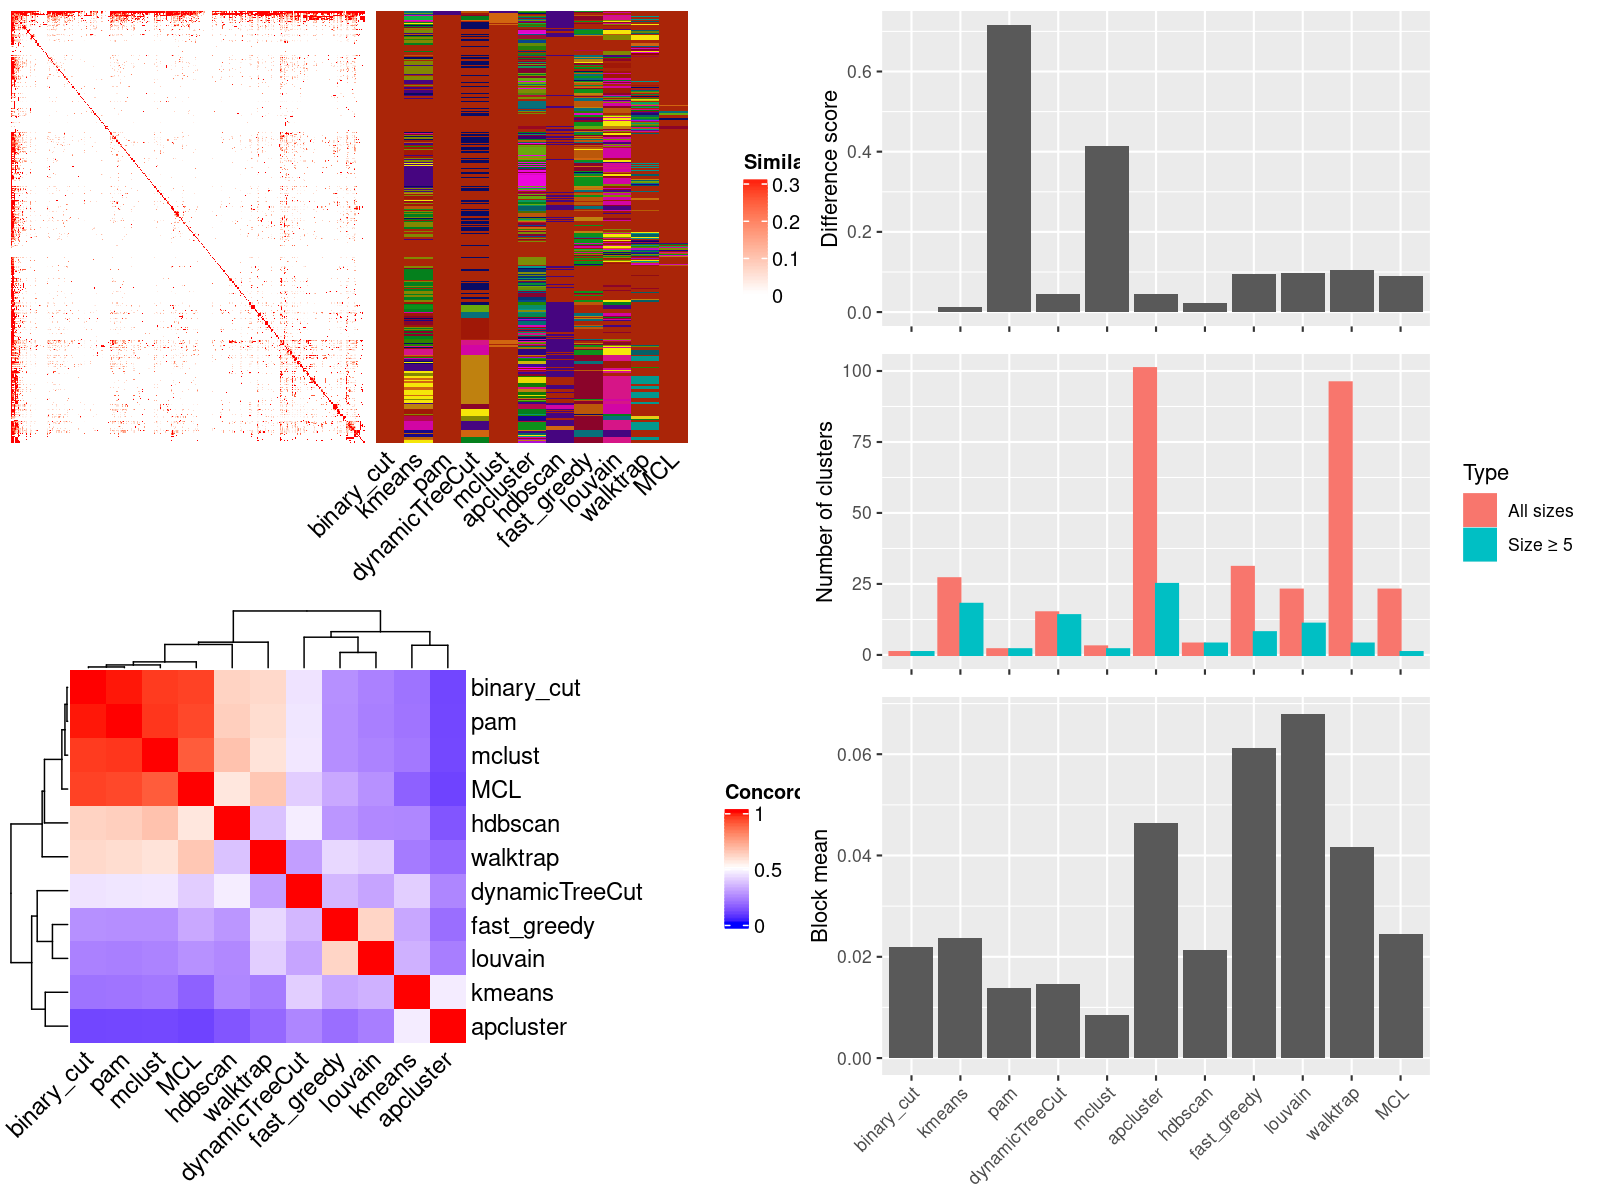 Simila
0.3
0.2
0.1
0
binary_cut
kmeans
pam
dynamicTreeCut
mclust
apcluster
hdbscan
fast_greedy
louvain
walktrap
MCL
binary_cut
pam
mclust
MCL
hdbscan
walktrap
dynamicTreeCut
fast_greedy
louvain
kmeans
apcluster
Concord
1
0.5
0
binary_cut
pam
mclust
MCL
hdbscan
walktrap
dynamicTreeCut
fast_greedy
louvain
kmeans
apcluster
Difference score
0.6
0.4
0.2
0.0
Number of clusters
100
75
50
25
0
Type
All sizes
Size ≥ 5
Block mean
0.06
0.04
0.02
0.00
binary_cut
kmeans
pam
dynamicTreeCut
mclust
apcluster
hdbscan
fast_greedy
louvain
walktrap
MCL